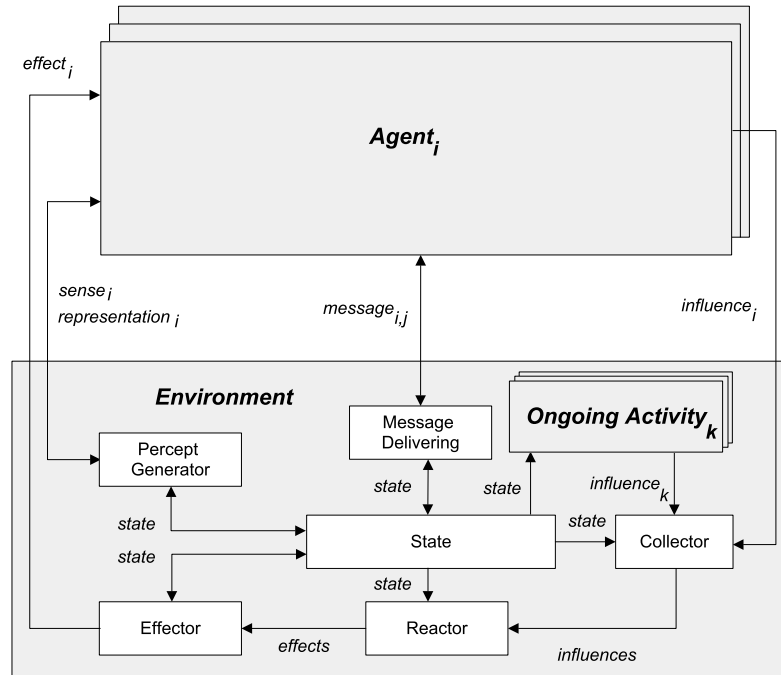 effect i
Agent i
sense i
representation i
message i,j
influence i
Environment
Ongoing Activity k
Message
Delivering
Percept
Generator
state
state
influence k
state
state
state
State
Collector
state
Effector
Reactor
effects
influences